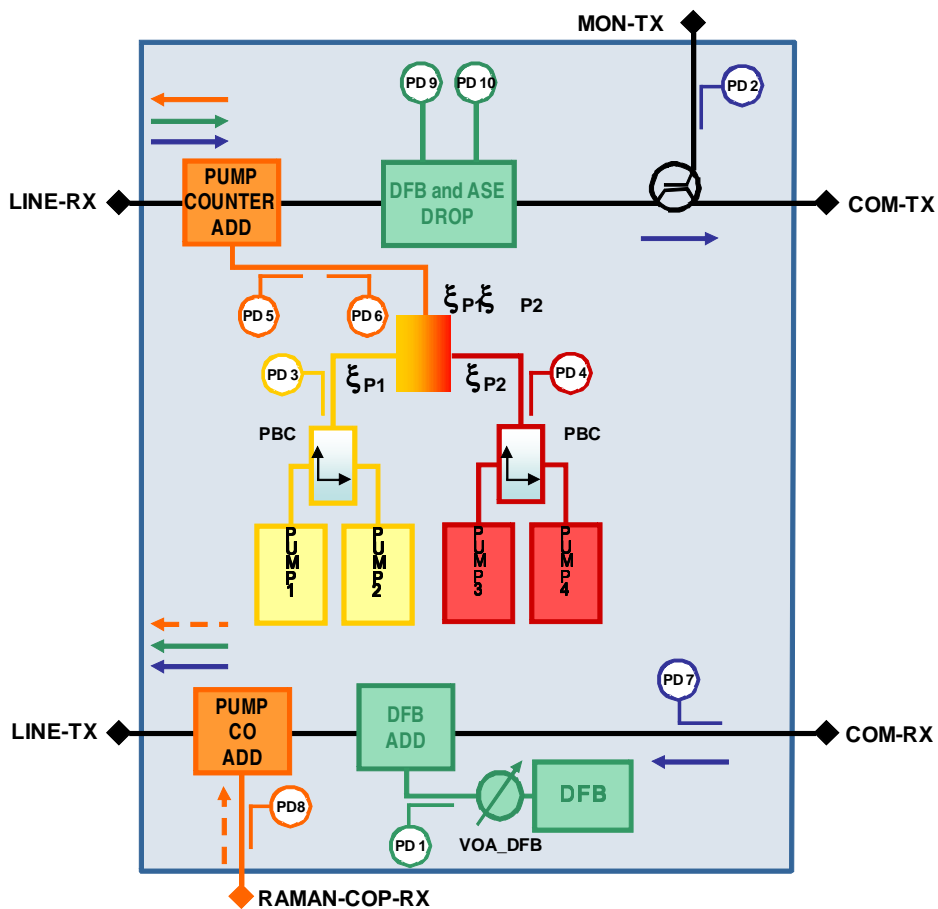 MON-TX
PD 9
PD 10
PD 2
PUMP
COUNTER
ADD
DFB and ASE
DROP
LINE-RX
COM-TX
PD 5
PD 6
ξP1ξ P2
PD 3
ξP1
ξP2
PD 4
PBC
PBC
PUMP1
PUMP2
PUMP3
PUMP4
PD 7
LINE-TX
PUMP
CO
ADD
DFB
ADD
COM-RX
PD8
PD 1
VOA_DFB
DFB
RAMAN-COP-RX